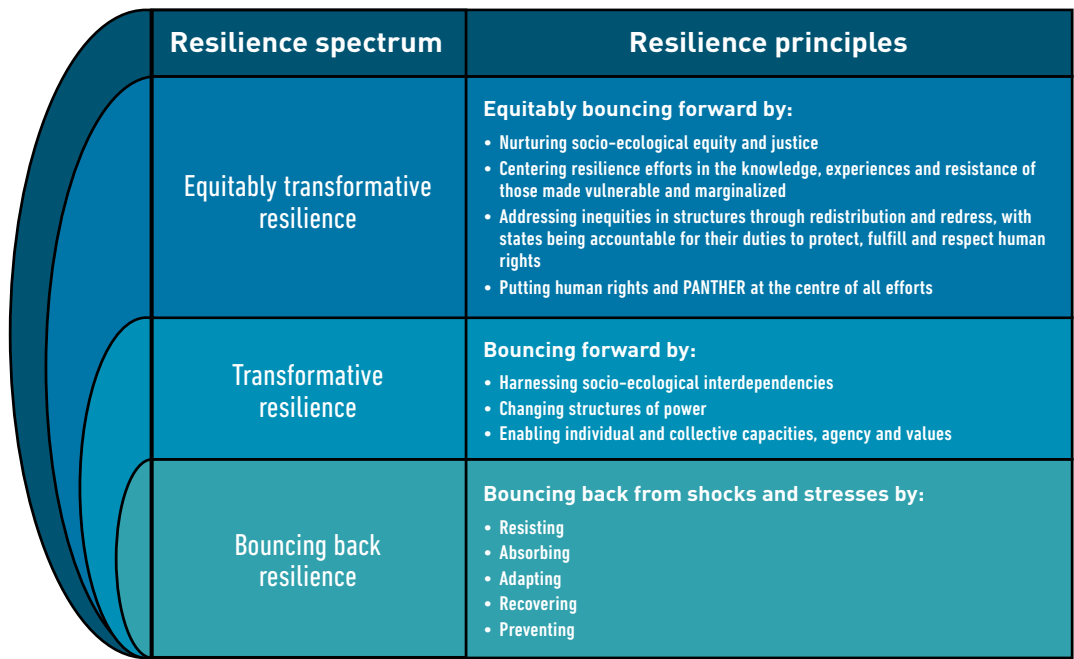 Resilience spectrum
Resilience principles
Equitably transformative
resilience
Equitably bouncing forward by:
• Nurturing socio-ecological equity and justice
• Centering resilience efforts in the knowledge, experiences and resistance of
those made vulnerable and marginalized
• Addressing inequities in structures through redistribution and redress, with
states being accountable for their duties to protect, fulfill and respect human
rights
• Putting human rights and PANTHER at the centre of all efforts
Transformative
resilience
Bouncing forward by:
• Harnessing socio-ecological interdependencies
• Changing structures of power
• Enabling individual and collective capacities, agency and values
Bouncing back
resilience
Bouncing back from shocks and stresses by:
• Resisting
• Absorbing
• Adapting
• Recovering
• Preventing